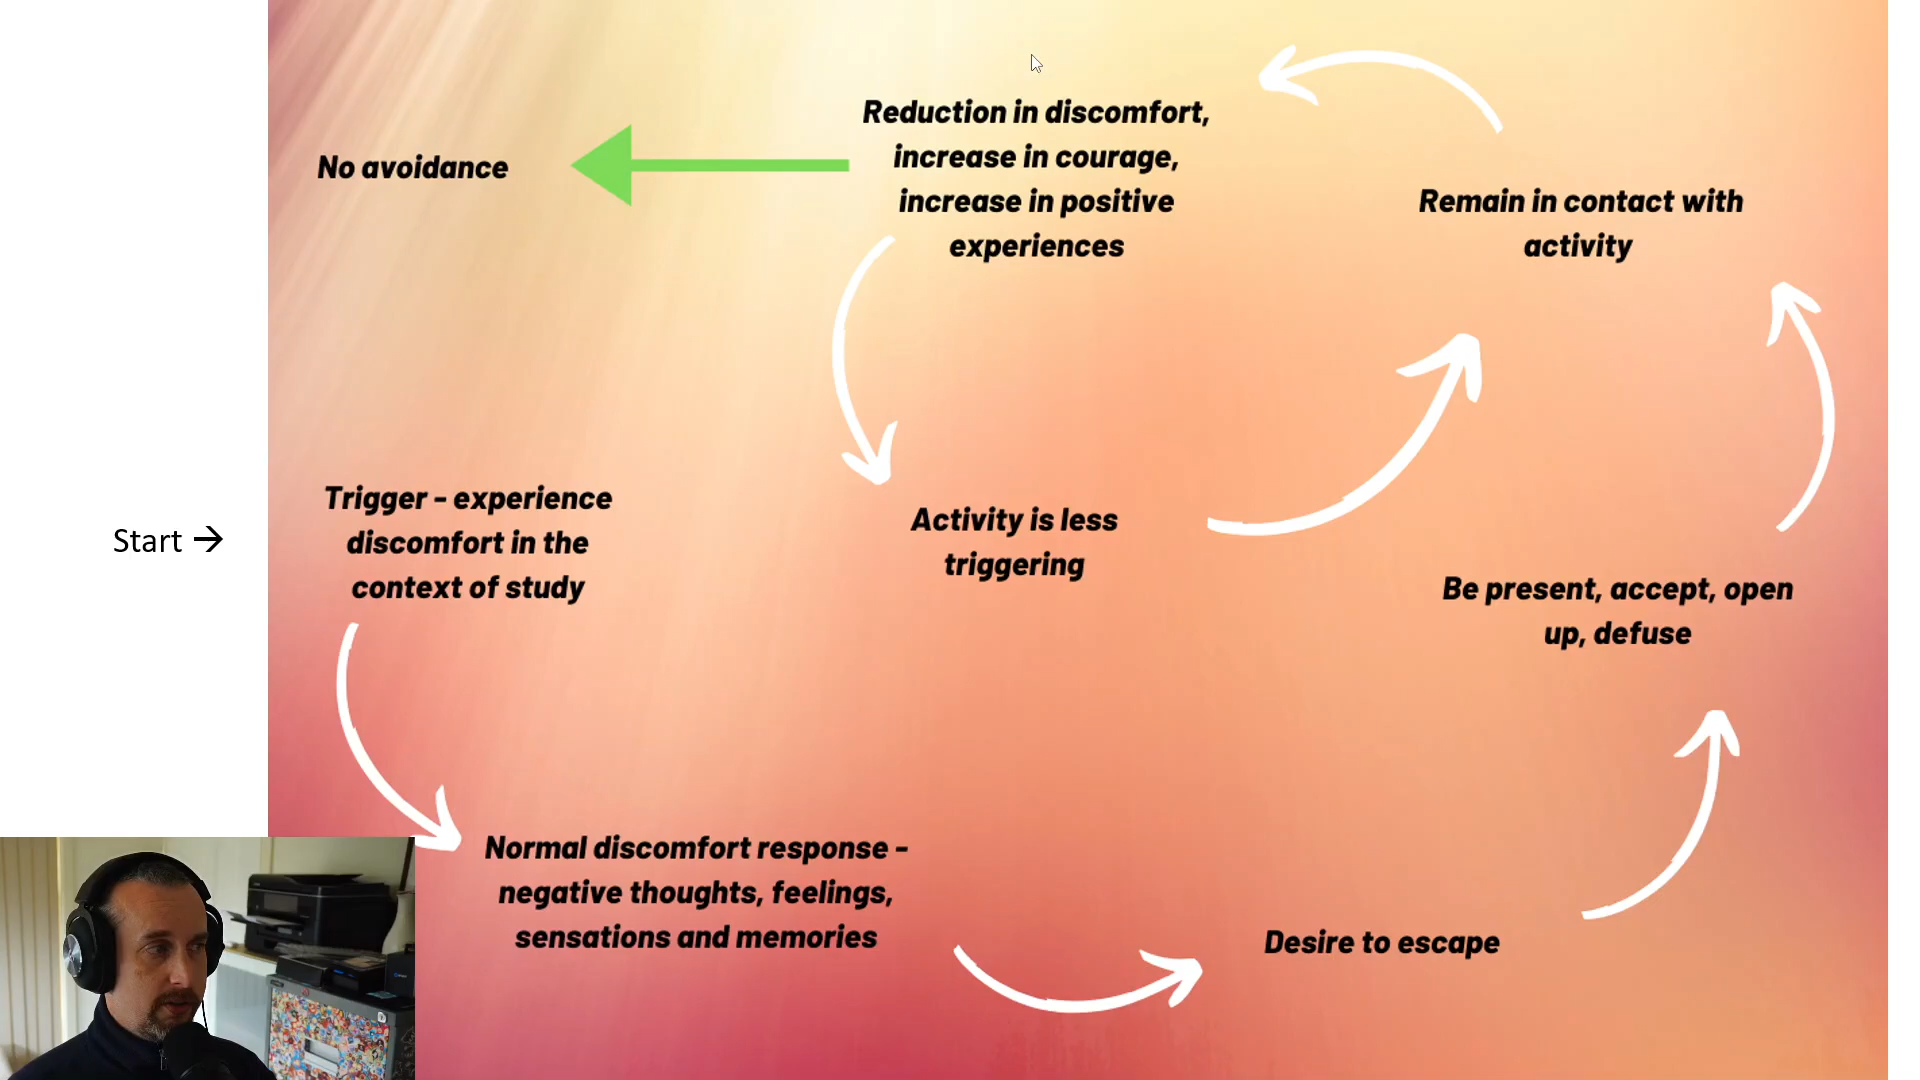 Start →
No avoidance
Reduction in discomfort,
increase in courage,
increase in positive
experiences
Remain in contact with
activity
Trigger - experience
discomfort in the
context of study
Activity is less
triggering
Be present, accept, open
up, defuse
Normal discomfort response -
negative thoughts, feelings,
sensations and memories
Desire to escape